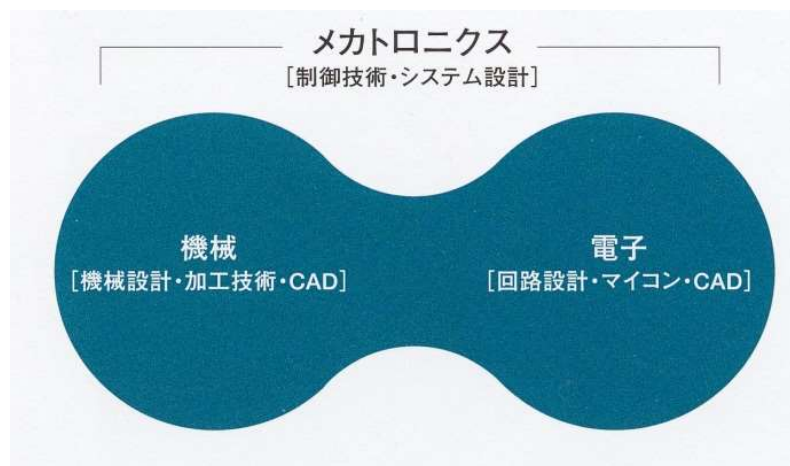 メカトロニクス
[制御技術・システム設計]
機械
[機械設計・加工技術・CAD]
電子
[回路設計・マイコン・CAD]